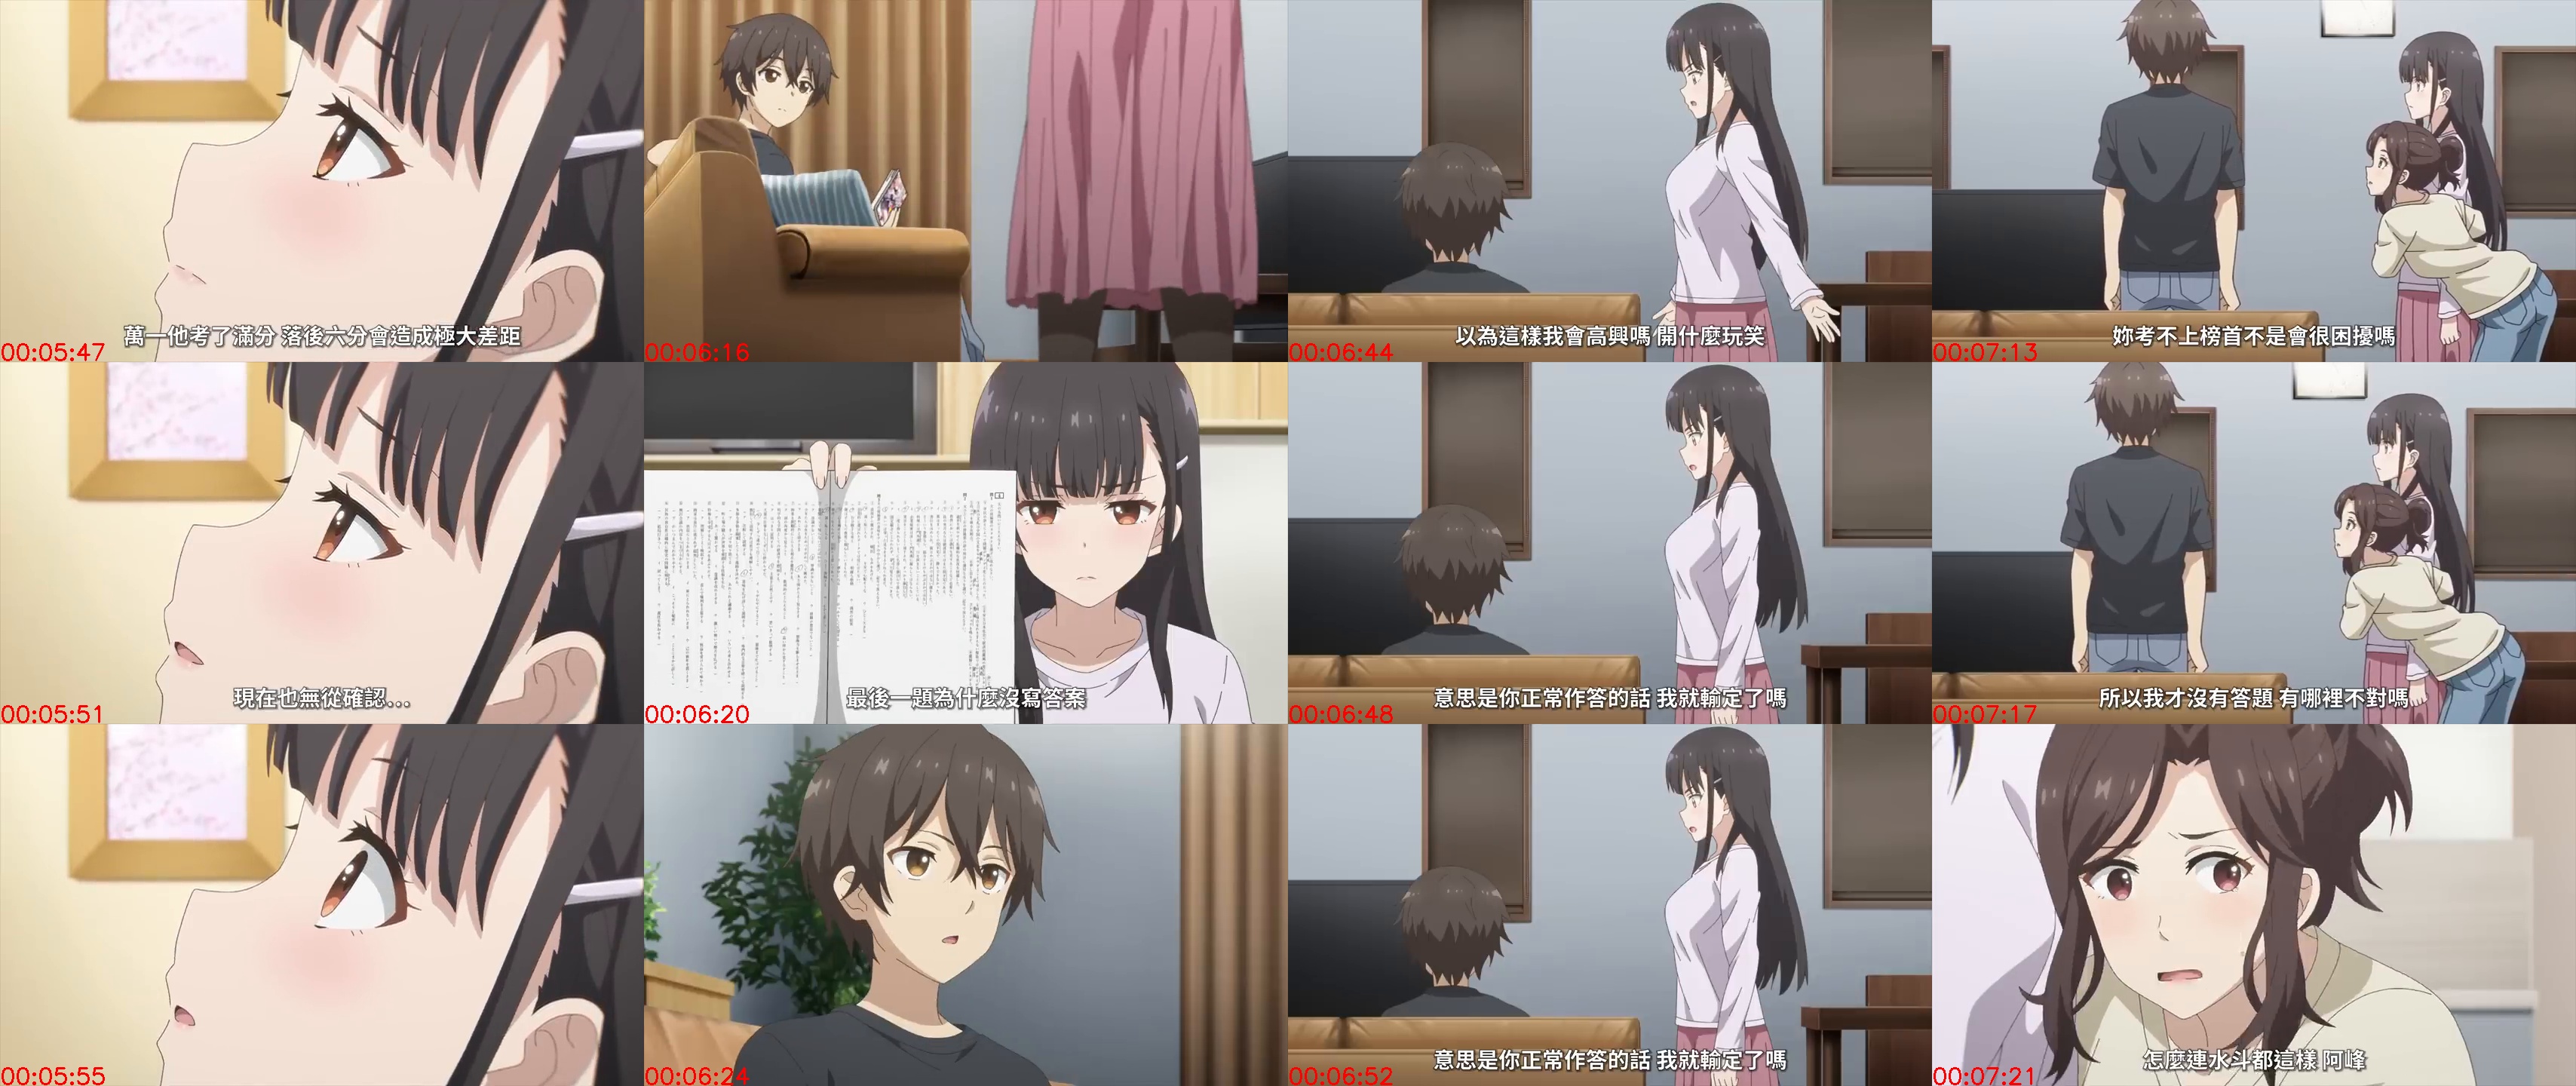 萬一他考了滿分 落後六分會造成極大差距
00:05:47
現在也無從確認...
00:05:51
00:05:55
00:06:16
最後一題為什麼沒寫答案
00:06:20
00:06:24
以為這樣我會高興嗎 開什麼玩笑
00:06:44
意思是你正常作答的話 我就輸定了嗎
00:06:48
意思是你正常作答的話 我就輸定了嗎
00:06:52
妳考不上榜首不是會很困擾嗎
00:07:13
所以我才沒有答題 有哪裡不對嗎
00:07:17
怎麼連水斗都這樣 阿峰
00:07:21